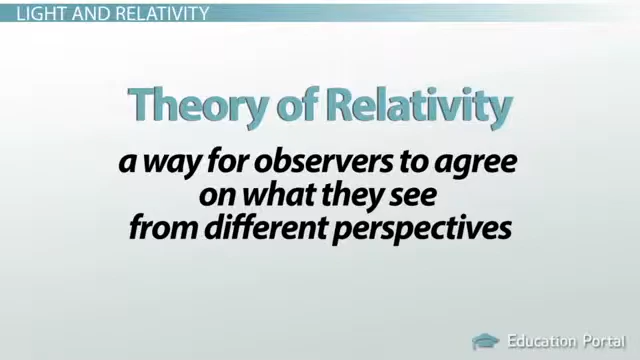 LIGHT AND RELATIVITY
Theory of Relativity
a way for observers to agree
on what they see
from different perspectives
Education Portal